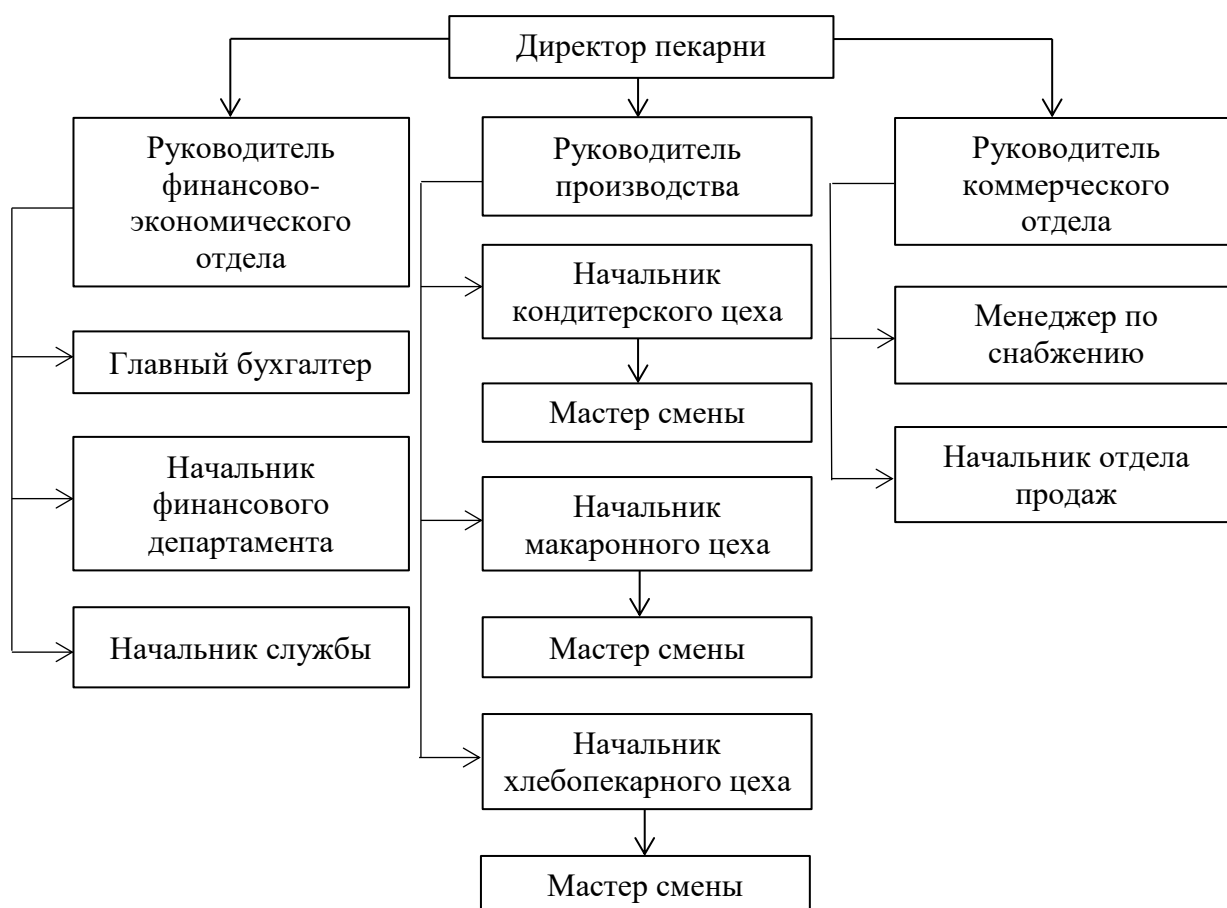 Директор пекарни
Руководитель
финансово-
экономического
отдела
Главный бухгалтер
Начальник
финансового
департамента
Начальник службы
Руководитель
производства
Начальник
кондитерского цеха
Мастер смены
Начальник
макаронного цеха
Мастер смены
Начальник
хлебопекарного цеха
Мастер смены
Руководитель
коммерческого
отдела
Менеджер по
снабжению
Начальник отдела
продаж